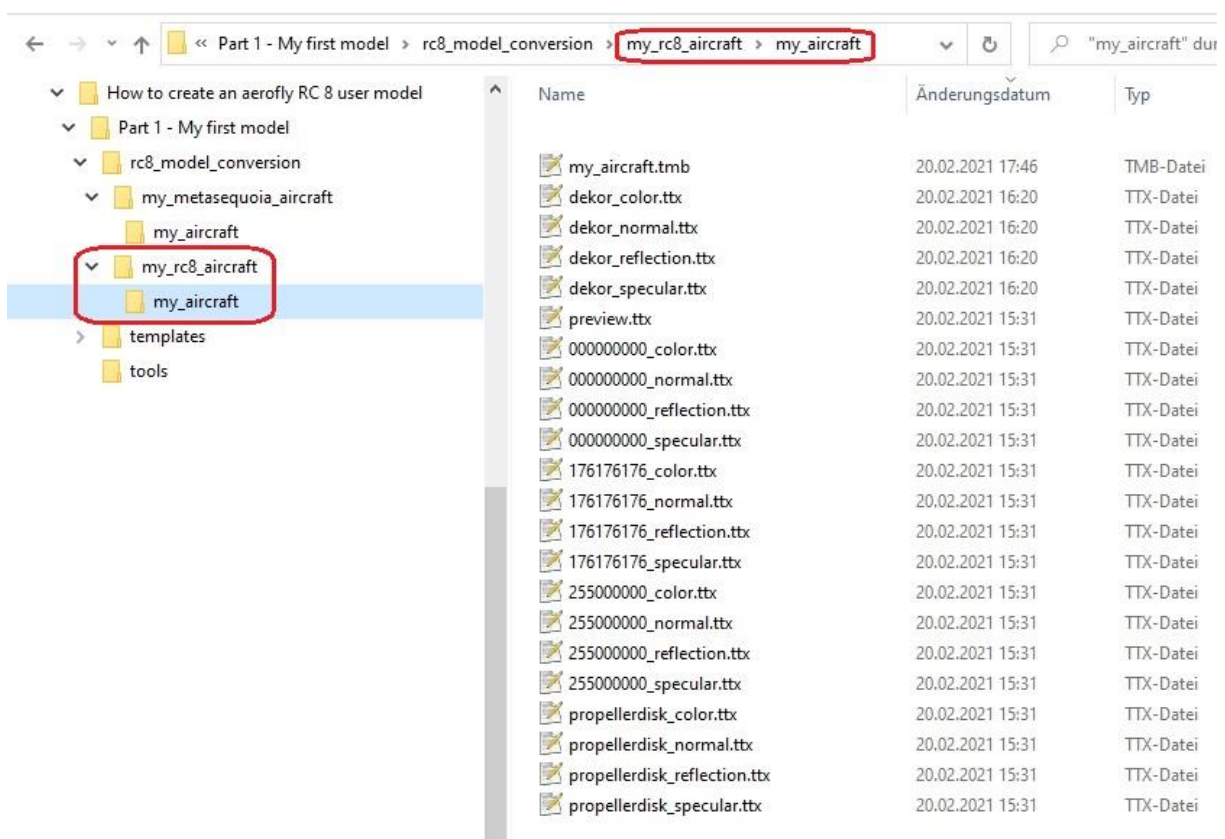 « Part 1 - My first model › rc8_model_conversion › my_rc8_aircraft › my_aircraft "my_aircraft" dur
How to create an aerofly RC 8 user model
Part 1 - My first model
rc8_model_conversion
my_metasequoia_aircraft
my_aircraft
my_rc8_aircraft
my_aircraft
templates
tools
Name Änderungsdatum Typ
my_aircraft.tmb 20.02.2021 17:46 TMB-Datei
dekor_color.ttx 20.02.2021 16:20 TTX-Datei
dekor_normal.ttx 20.02.2021 16:20 TTX-Datei
dekor_reflection.ttx 20.02.2021 16:20 TTX-Datei
dekor_specular.ttx 20.02.2021 16:20 TTX-Datei
preview.ttx 20.02.2021 15:31 TTX-Datei
000000000_color.ttx 20.02.2021 15:31 TTX-Datei
000000000_normal.ttx 20.02.2021 15:31 TTX-Datei
000000000_reflection.ttx 20.02.2021 15:31 TTX-Datei
000000000_specular.ttx 20.02.2021 15:31 TTX-Datei
176176176_color.ttx 20.02.2021 15:31 TTX-Datei
176176176_normal.ttx 20.02.2021 15:31 TTX-Datei
176176176_reflection.ttx 20.02.2021 15:31 TTX-Datei
176176176_specular.ttx 20.02.2021 15:31 TTX-Datei
255000000_color.ttx 20.02.2021 15:31 TTX-Datei
255000000_normal.ttx 20.02.2021 15:31 TTX-Datei
255000000_reflection.ttx 20.02.2021 15:31 TTX-Datei
255000000_specular.ttx 20.02.2021 15:31 TTX-Datei
propellerdisk_color.ttx 20.02.2021 15:31 TTX-Datei
propellerdisk_normal.ttx 20.02.2021 15:31 TTX-Datei
propellerdisk_reflection.ttx 20.02.2021 15:31 TTX-Datei
propellerdisk_specular.ttx 20.02.2021 15:31 TTX-Datei